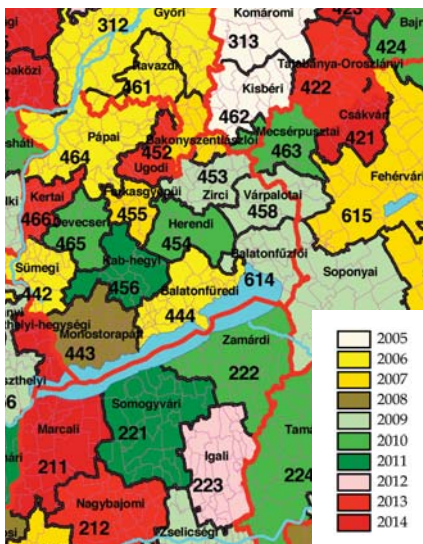 Győri
312
Komáromi
313
424
Ravazdi
461
Tatabánya-Oroszlányi
422
Kisbéri
462
Csákvári
421
Pápai
464
452
Ugodi
Bakonyszentlászlói
Mecsérpusztai
463
Fehérvári
615
453
Zirci
Várpalotai
458
Kertai
466
Farkasgyepűi
455
Devecseri
465
Herendi
454
Kab-hegyi
456
Balatonfűzfői
614
Soponyai
Sümegi
442
Balatonfüredi
444
Monostorapáti
443
Zamárdi
222
Somogyvári
221
Marcali
211
Igali
223
224
Nagybajomi
212
Zselicségi
2005
2006
2007
2008
2009
2010
2011
2012
2013
2014